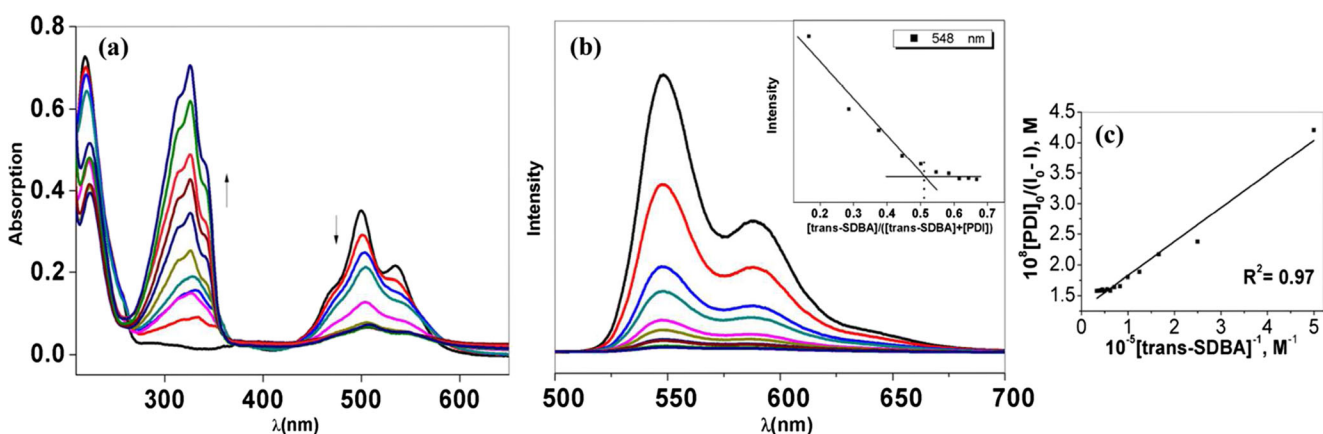 (a)
0.8
0.6
0.4
0.2
0.0
Absorption
300
400
500
600
λ(nm)
(b)
Intensity
500
550
600
650
700
λ(nm)
■ 548 nm
Intensity
0.2
0.3
0.4
0.5
0.6
0.7
[trans-SDBA]/([trans-SDBA]+[PDI])
(c)
4.5
4.0
3.5
3.0
2.5
2.0
1.5
10⁸[PDI]₀/(I₀- I), M
R²= 0.97
0
1
2
3
4
5
10⁻⁵[trans-SDBA]⁻¹, M⁻¹